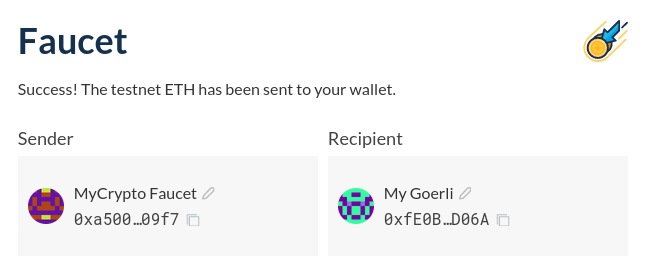 Faucet
Success! The testnet ETH has been sent to your wallet.
Sender
Recipient
MyCrypto Faucet
0xa500…09f7
My Goerli
0xfE0B…D06A